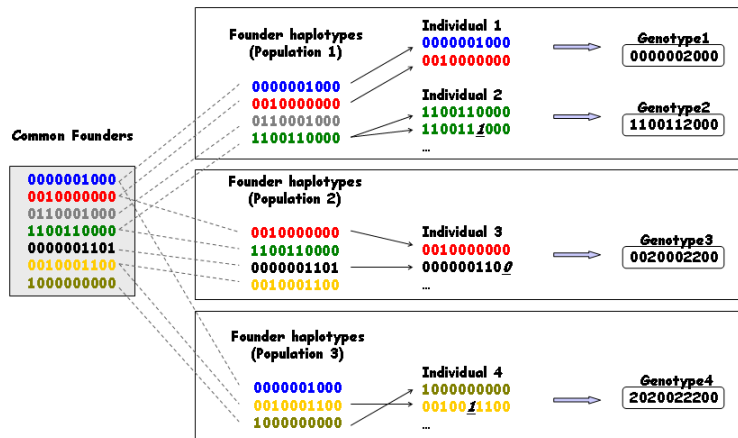 Common Founders
0000001000
0010000000
0110001000
1100110000
0000001101
0010001100
1000000000
Founder haplotypes
(Population 1)
0000001000
0010000000
0110001000
1100110000
Individual 1
0000001000
0010000000
Individual 2
1100110000
1100111000
...
Genotype1
0000002000
Genotype2
1100112000
Founder haplotypes
(Population 2)
0010000000
1100110000
0000001101
0010001100
Individual 3
0010000000
0000001100
...
Genotype3
0020002200
Founder haplotypes
(Population 3)
0000001000
0010001100
1000000000
Individual 4
1000000000
0010011100
...
Genotype4
2020022200